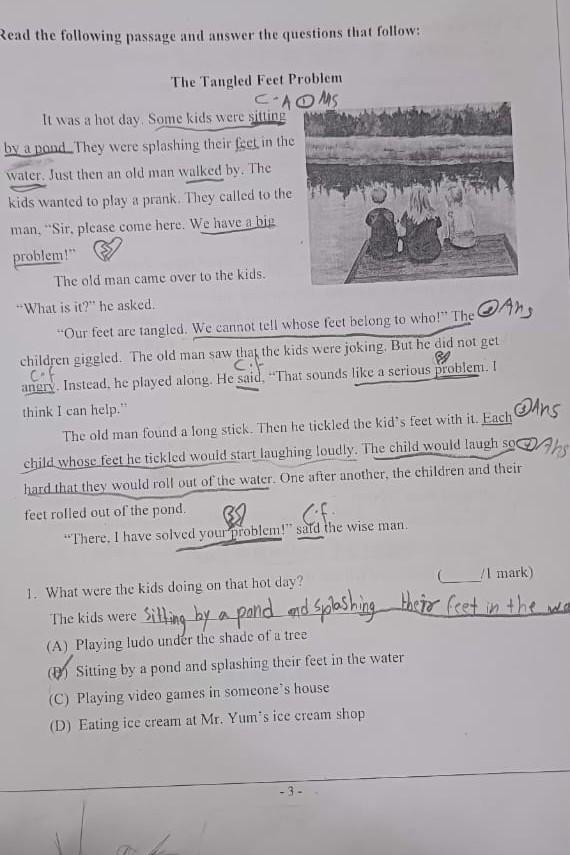 Read the following passage and answer the questions that follow:
The Tangled Feet Problem
C-A ① Ans
It was a hot day. Some kids were sitting
by a pond. They were splashing their feet in the
water. Just then an old man walked by. The
kids wanted to play a prank. They called to the
man, “Sir, please come here. We have a big
problem!”
The old man came over to the kids.
“What is it?” he asked.
“Our feet are tangled. We cannot tell whose feet belong to who!” The ② Ans
children giggled. The old man saw that the kids were joking. But he did not get
C.f C.f
angry. Instead, he played along. He said, “That sounds like a serious problem. I
think I can help.”
The old man found a long stick. Then he tickled the kid’s feet with it. Each ③ Ans
child whose feet he tickled would start laughing loudly. The child would laugh so Ans
hard that they would roll out of the water. One after another, the children and their
feet rolled out of the pond.
C.f.
“There, I have solved your problem!” said the wise man.
1. What were the kids doing on that hot day? (____/1 mark)
The kids were Sitting by a pond and splashing their feet in the wa
(A) Playing ludo under the shade of a tree
(B) Sitting by a pond and splashing their feet in the water
(C) Playing video games in someone’s house
(D) Eating ice cream at Mr. Yum’s ice cream shop
- 3 -